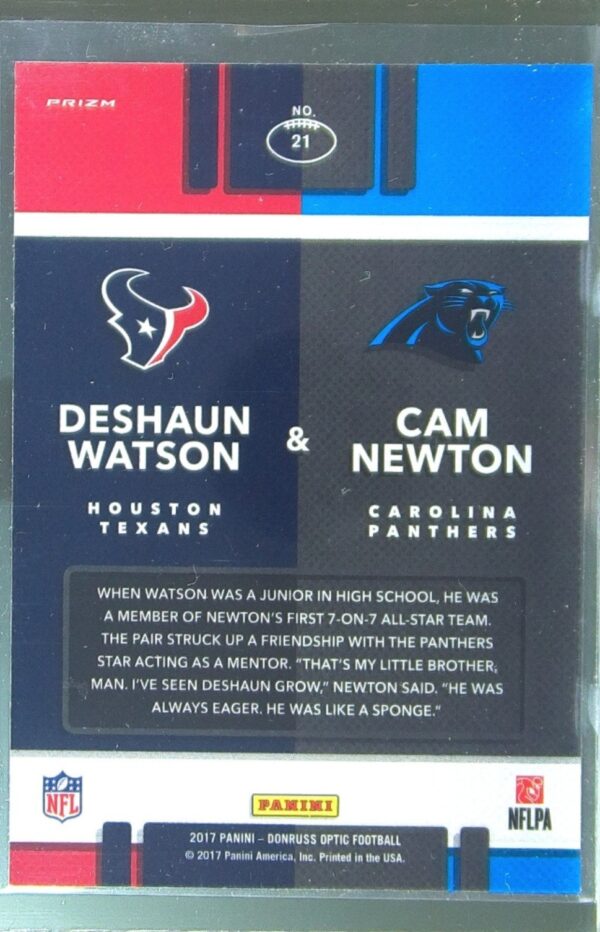 PRIZM
NO.
21
DESHAUN
WATSON
&
CAM
NEWTON
HOUSTON
TEXANS
CAROLINA
PANTHERS
WHEN WATSON WAS A JUNIOR IN HIGH SCHOOL, HE WAS
A MEMBER OF NEWTON'S FIRST 7-ON-7 ALL-STAR TEAM.
THE PAIR STRUCK UP A FRIENDSHIP WITH THE PANTHERS
STAR ACTING AS A MENTOR. "THAT'S MY LITTLE BROTHER,
MAN. I'VE SEEN DESHAUN GROW," NEWTON SAID. "HE WAS
ALWAYS EAGER. HE WAS LIKE A SPONGE."
NFL
PANINI
NFLPA
2017 PANINI – DONRUSS OPTIC FOOTBALL
© 2017 Panini America, Inc. Printed in the USA.